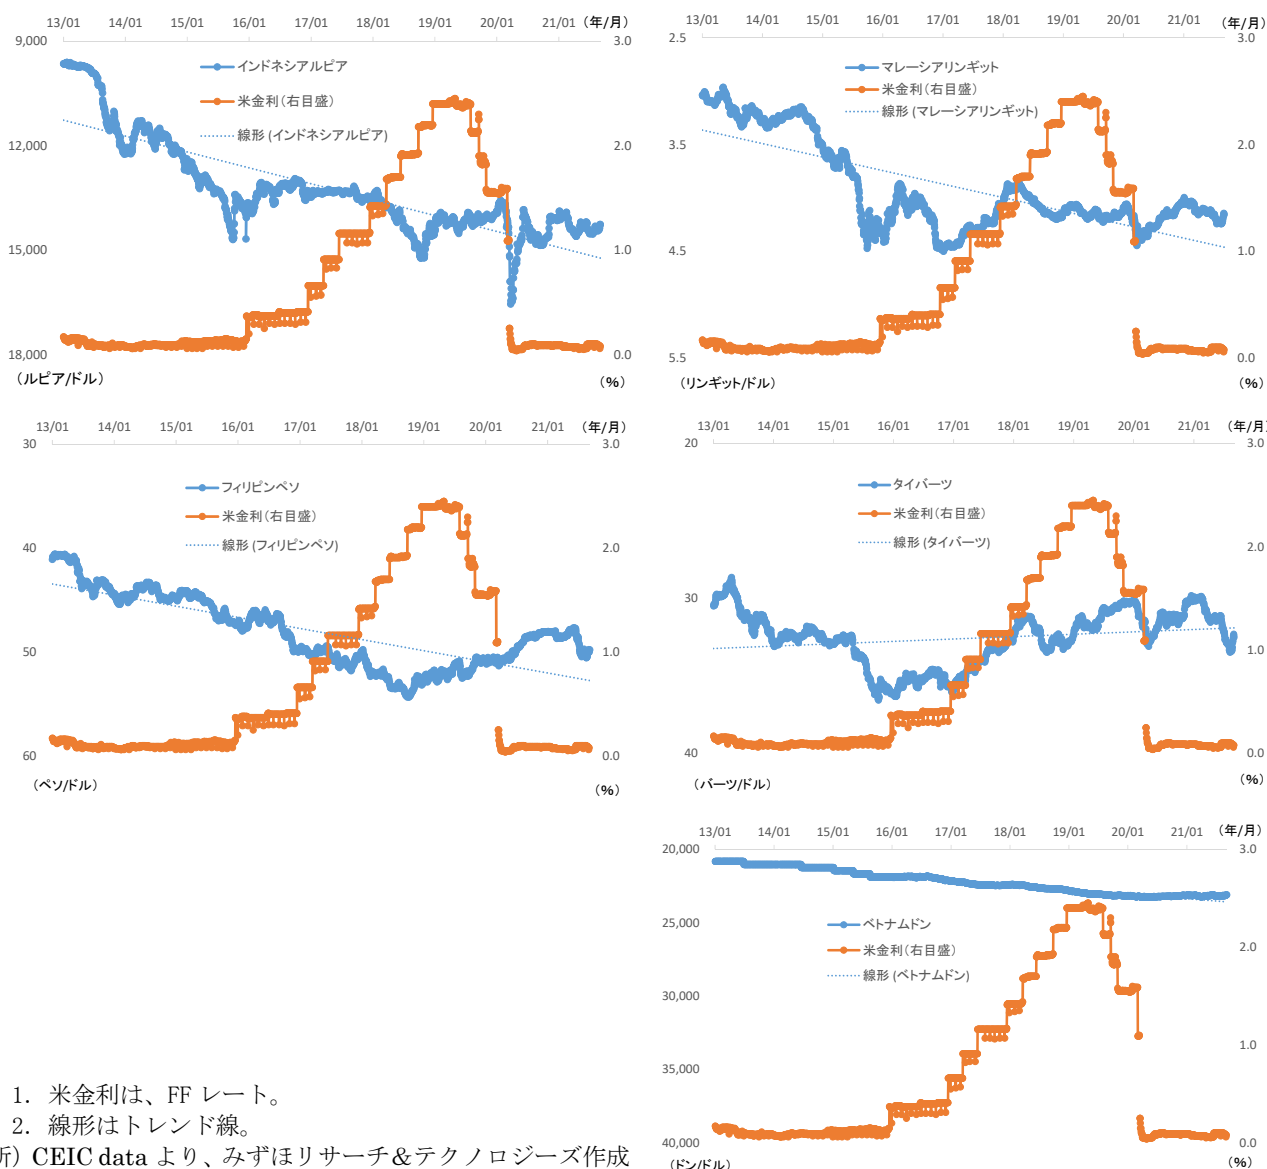 13/01 14/01 15/01 16/01 17/01 18/01 19/01 20/01 21/01 (年/月)
9,000
12,000
15,000
18,000
3.0
2.0
1.0
0.0
インドネシアルピア
米金利(右目盛)
線形 (インドネシアルピア)
(ルピア/ドル)
(%)
13/01 14/01 15/01 16/01 17/01 18/01 19/01 20/01 21/01 (年/月)
2.5
3.5
4.5
5.5
3.0
2.0
1.0
0.0
マレーシアリンギット
米金利(右目盛)
線形 (マレーシアリンギット)
(リンギット/ドル)
(%)
13/01 14/01 15/01 16/01 17/01 18/01 19/01 20/01 21/01 (年/月)
30
40
50
60
3.0
2.0
1.0
0.0
フィリピンペソ
米金利(右目盛)
線形 (フィリピンペソ)
(ペソ/ドル)
(%)
13/01 14/01 15/01 16/01 17/01 18/01 19/01 20/01 21/01 (年/月)
20
30
40
3.0
2.0
1.0
0.0
タイバーツ
米金利(右目盛)
線形 (タイバーツ)
(バーツ/ドル)
(%)
13/01 14/01 15/01 16/01 17/01 18/01 19/01 20/01 21/01 (年/月)
20,000
25,000
30,000
35,000
40,000
3.0
2.0
1.0
0.0
ベトナムドン
米金利(右目盛)
線形 (ベトナムドン)
(ドン/ドル)
(%)
1. 米金利は、FF レート。
2. 線形はトレンド線。
所) CEIC data より、みずほリサーチ&テクノロジーズ作成